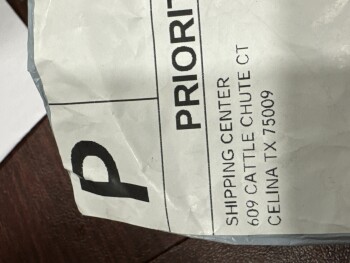 P
PRIORIT
SHIPPING CENTER
609 CATTLE CHUTE CT
CELINA TX 75009